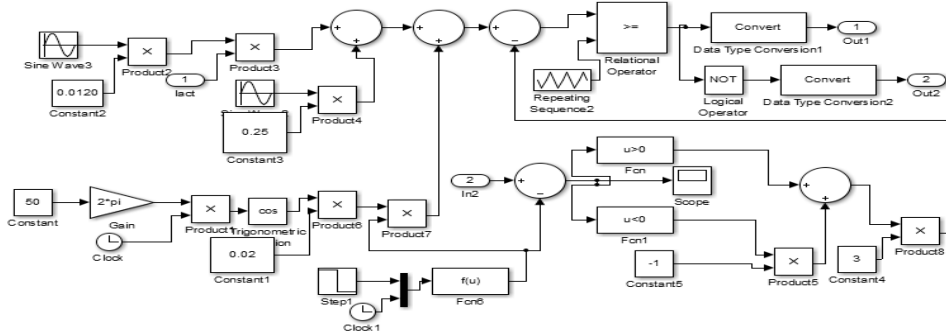 Sine Wave3
×
Product2
0.0120
Constant2
1
Iact
×
Product3
+
+
+
+
+
−
>=
Relational
Operator
Repeating
Sequence2
Convert
Data Type Conversion1
1
Out1
NOT
Logical
Operator
Convert
Data Type Conversion2
2
Out2
×
Product4
0.25
Constant3
50
Constant
2*pi
Gain
Clock
×
Product1
cos
Trigonometric
0.02
Constant1
×
Product6
×
Product7
Step1
Clock1
f(u)
Fcn6
2
In2
+
−
u>0
Fcn
Scope
u<0
Fcn1
-1
Constant5
×
Product5
+
+
3
Constant4
×
Product8